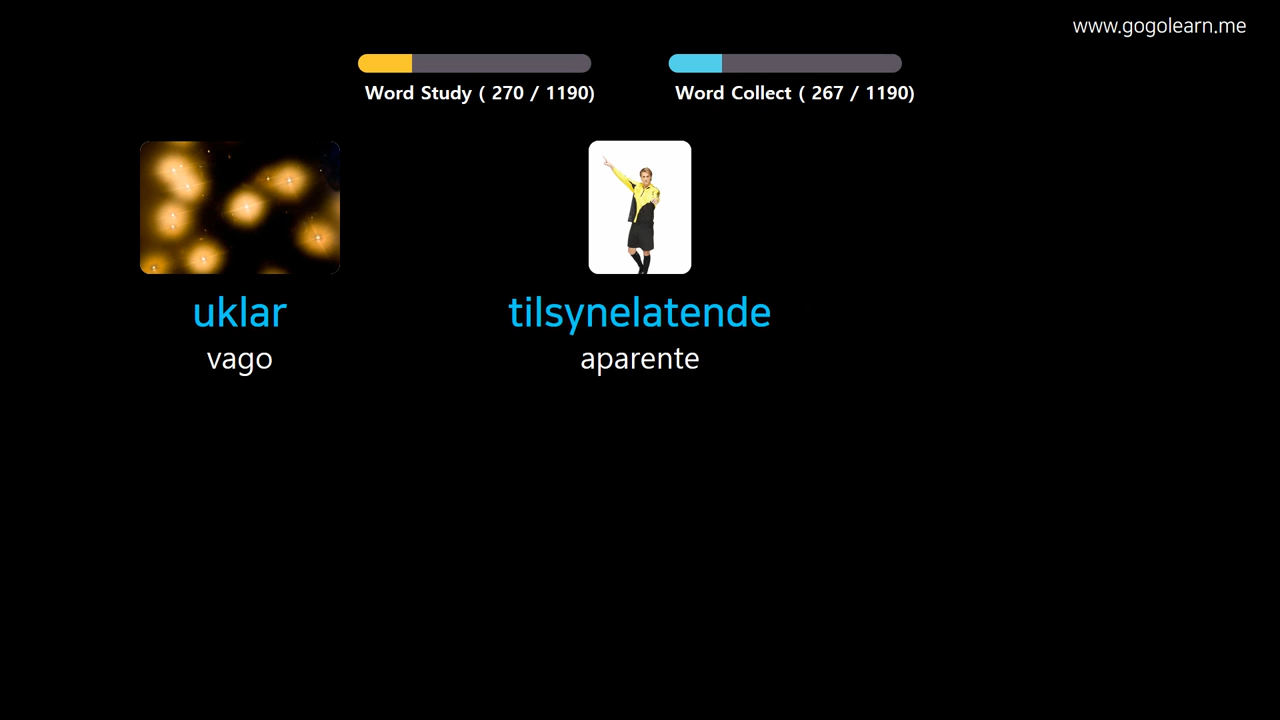 www.gogolearn.me
Word Study ( 270 / 1190)
Word Collect ( 267 / 1190)
uklar
vago
tilsynelatende
aparente